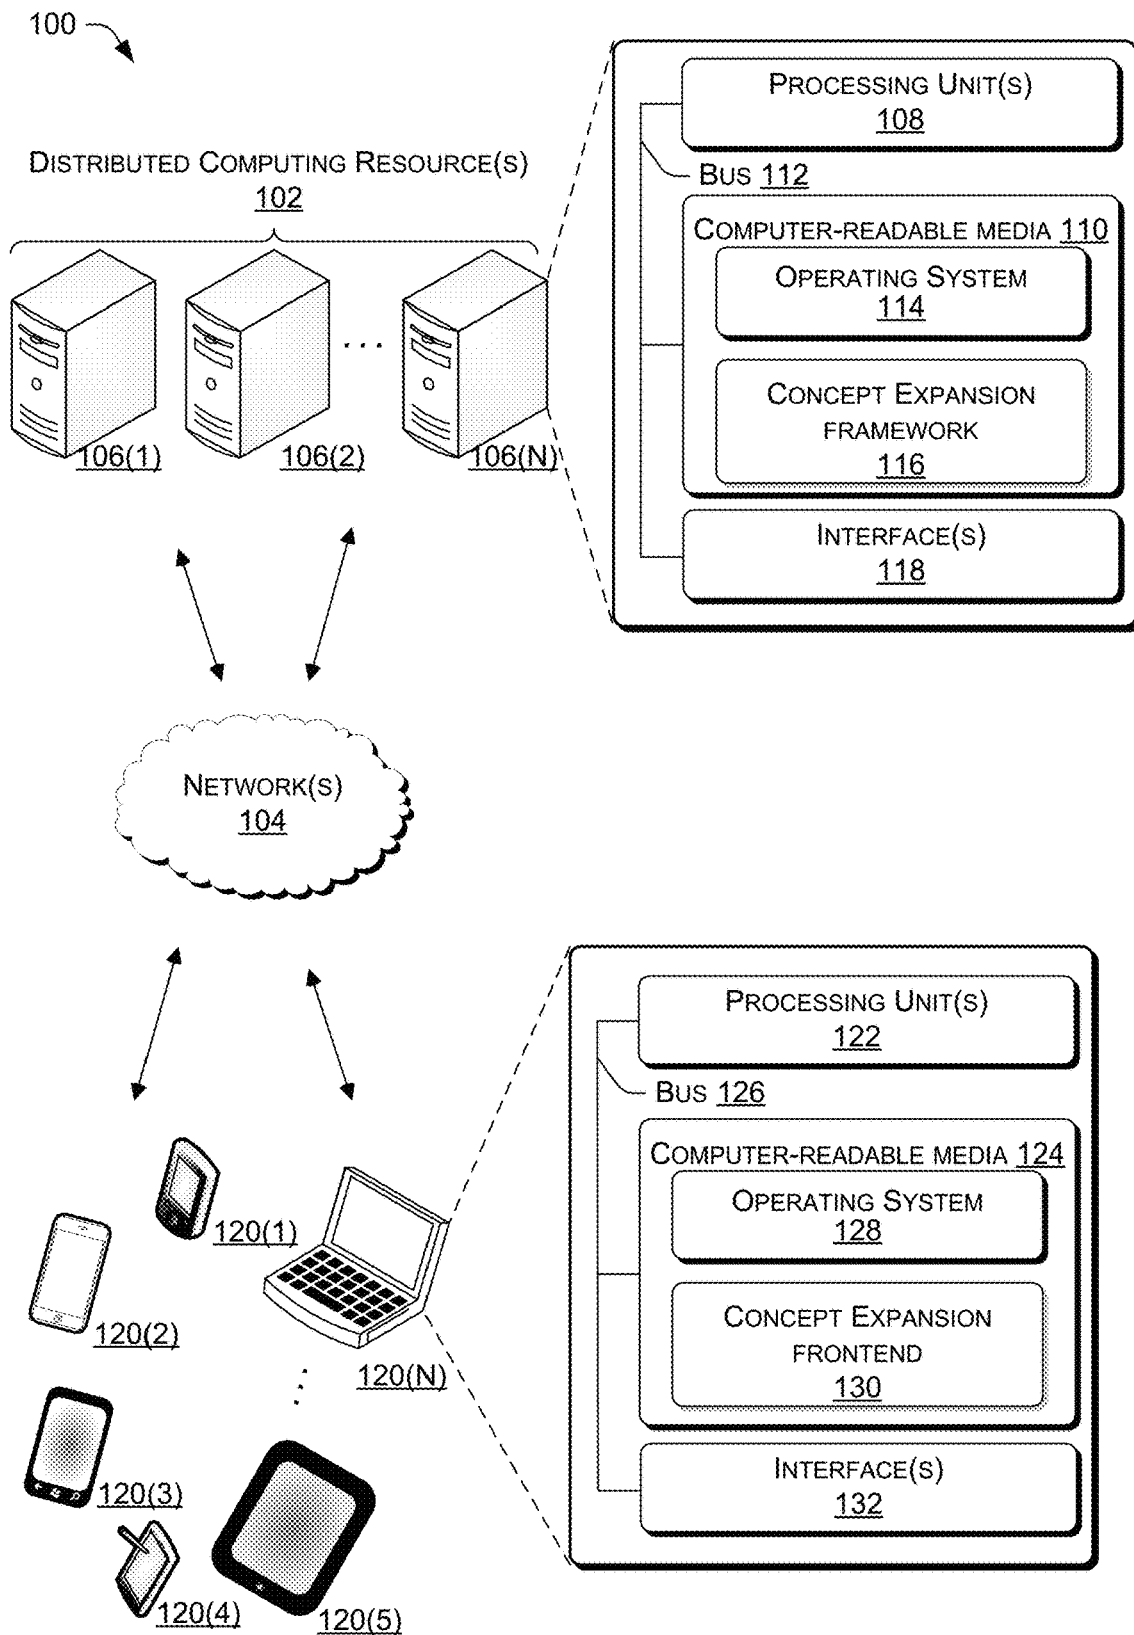 100
DISTRIBUTED COMPUTING RESOURCE(S)
102
106(1)
106(2)
...
106(N)
PROCESSING UNIT(S)
108
BUS 112
COMPUTER-READABLE MEDIA 110
OPERATING SYSTEM
114
CONCEPT EXPANSION
FRAMEWORK
116
INTERFACE(S)
118
NETWORK(S)
104
120(1)
120(2)
120(N)
...
120(3)
120(4)
120(5)
PROCESSING UNIT(S)
122
BUS 126
COMPUTER-READABLE MEDIA 124
OPERATING SYSTEM
128
CONCEPT EXPANSION
FRONTEND
130
INTERFACE(S)
132